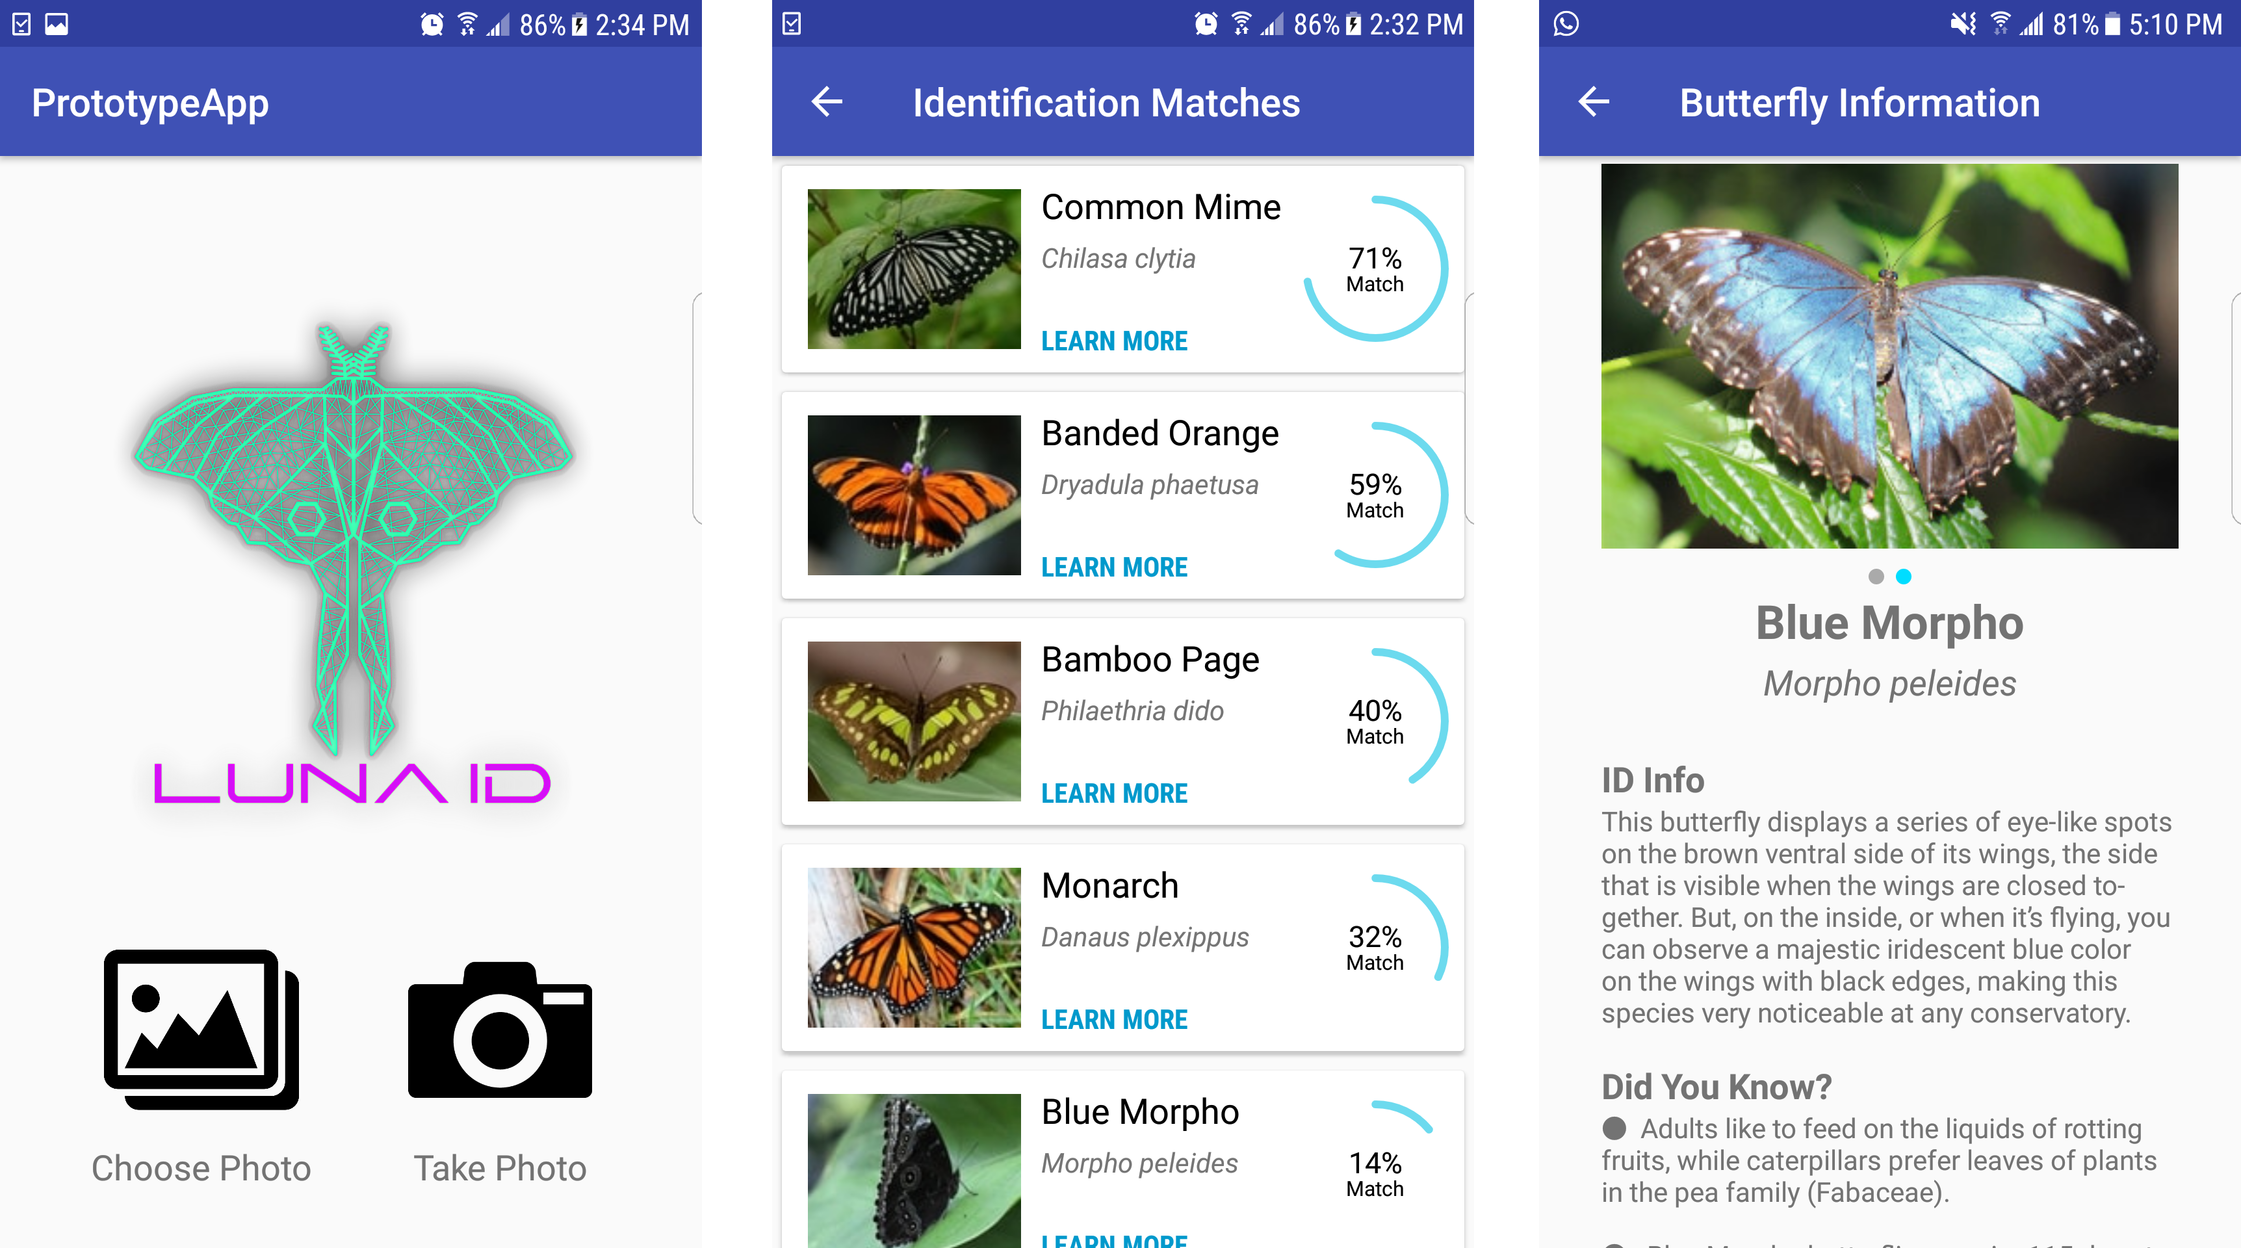 86% 2:34 PM
PrototypeApp
LUNA ID
Choose Photo
Take Photo
86% 2:32 PM
Identification Matches
Common Mime
Chilasa clytia
71%
Match
LEARN MORE
Banded Orange
Dryadula phaetusa
59%
Match
LEARN MORE
Bamboo Page
Philaethria dido
40%
Match
LEARN MORE
Monarch
Danaus plexippus
32%
Match
LEARN MORE
Blue Morpho
Morpho peleides
14%
Match
LEARN MORE
81% 5:10 PM
Butterfly Information
Blue Morpho
Morpho peleides
ID Info
This butterfly displays a series of eye-like spots
on the brown ventral side of its wings, the side
that is visible when the wings are closed to-
gether. But, on the inside, or when it's flying, you
can observe a majestic iridescent blue color
on the wings with black edges, making this
species very noticeable at any conservatory.
Did You Know?
● Adults like to feed on the liquids of rotting
fruits, while caterpillars prefer leaves of plants
in the pea family (Fabaceae).